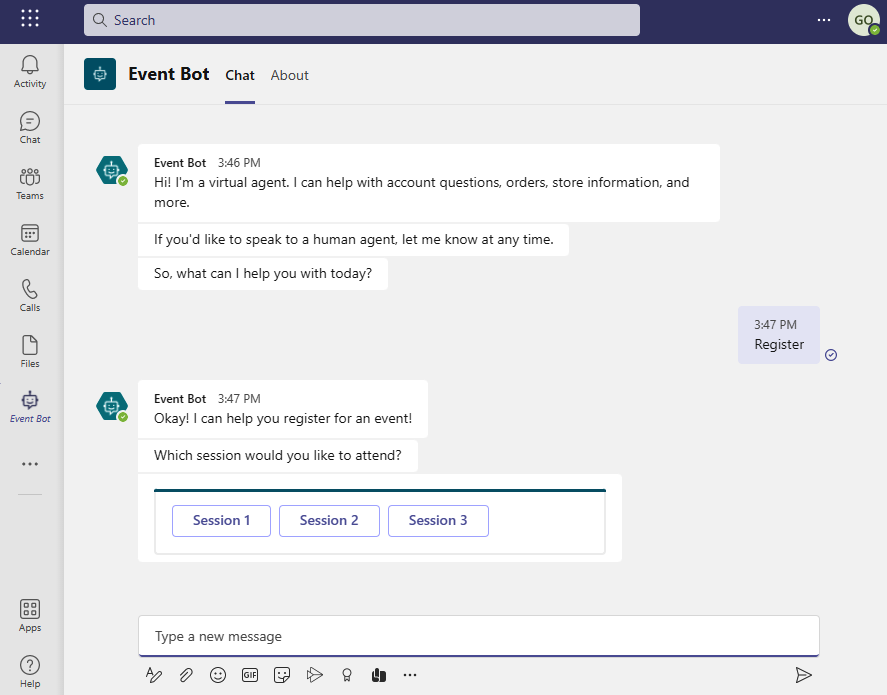 Search
GO
Activity
Chat
Teams
Calendar
Calls
Files
Event Bot
Apps
Help
Event Bot Chat About
Event Bot 3:46 PM
Hi! I'm a virtual agent. I can help with account questions, orders, store information, and
more.
If you'd like to speak to a human agent, let me know at any time.
So, what can I help you with today?
3:47 PM
Register
Event Bot 3:47 PM
Okay! I can help you register for an event!
Which session would you like to attend?
Session 1 Session 2 Session 3
Type a new message
GIF